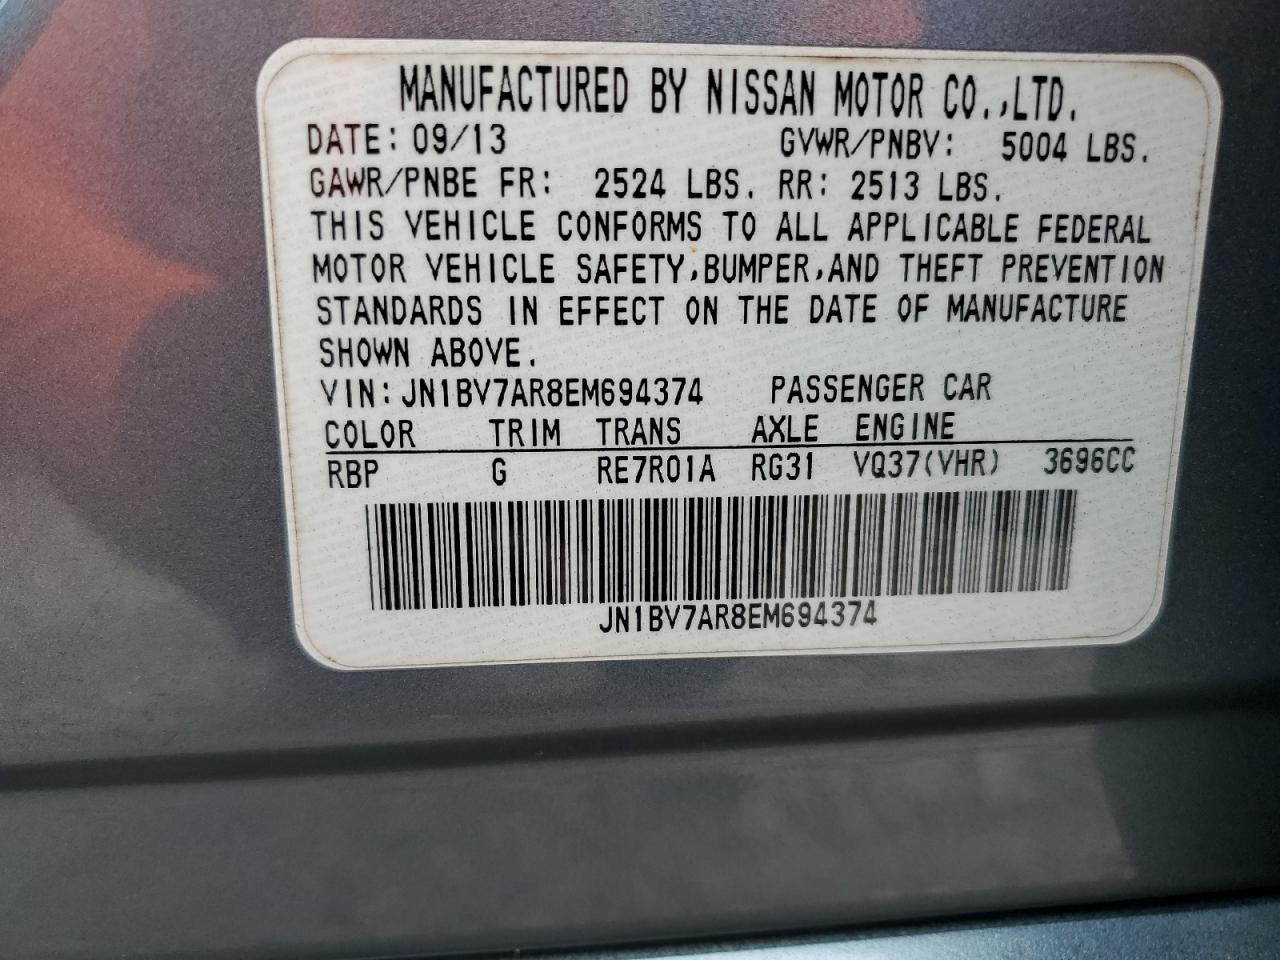 MANUFACTURED BY NISSAN MOTOR CO.,LTD.
DATE: 09/13 GVWR/PNBV: 5004 LBS.
GAWR/PNBE FR: 2524 LBS. RR: 2513 LBS.
THIS VEHICLE CONFORMS TO ALL APPLICABLE FEDERAL
MOTOR VEHICLE SAFETY,BUMPER,AND THEFT PREVENTION
STANDARDS IN EFFECT ON THE DATE OF MANUFACTURE
SHOWN ABOVE.
VIN: JN1BV7AR8EM694374 PASSENGER CAR
COLOR TRIM TRANS AXLE ENGINE
RBP G RE7R01A RG31 VQ37(VHR) 3696CC
JN1BV7AR8EM694374